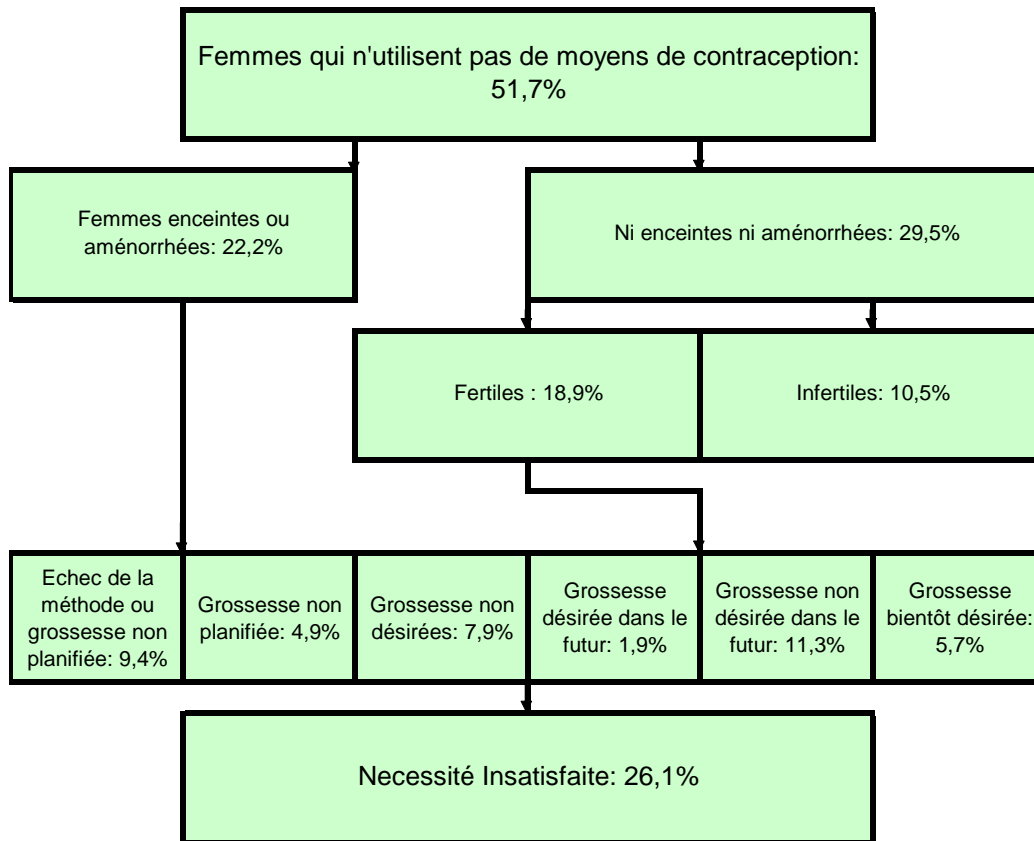 Femmes qui n'utilisent pas de moyens de contraception:
51,7%
Femmes enceintes ou
aménorrhées: 22,2%
Ni enceintes ni aménorrhées: 29,5%
Fertiles : 18,9%
Infertiles: 10,5%
Echec de la
méthode ou
grossesse non
planifiée: 9,4%
Grossesse non
planifiée: 4,9%
Grossesse non
désirées: 7,9%
Grossesse
désirée dans le
futur: 1,9%
Grossesse non
désirée dans le
futur: 11,3%
Grossesse
bientôt désirée:
5,7%
Necessité Insatisfaite: 26,1%